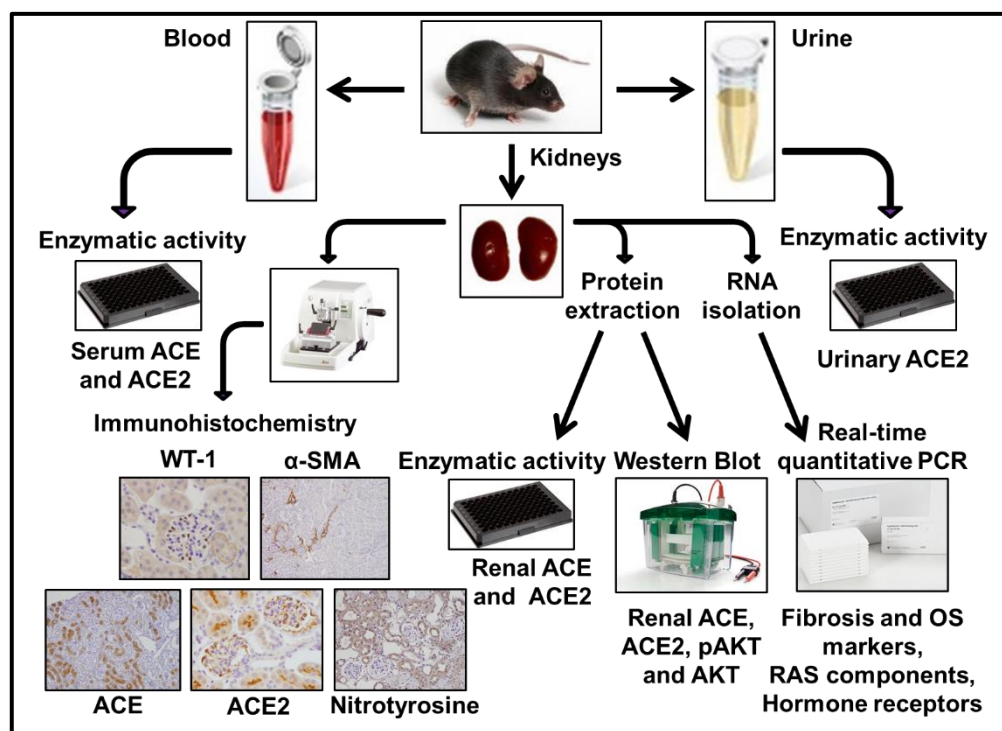 Blood
Urine
Kidneys
Enzymatic activity
Serum ACE
and ACE2
Protein
extraction
RNA
isolation
Enzymatic activity
Urinary ACE2
Immunohistochemistry
WT-1
α-SMA
ACE
ACE2
Nitrotyrosine
Enzymatic activity
Renal ACE
and ACE2
Western Blot
Renal ACE,
ACE2, pAKT
and AKT
Real-time
quantitative PCR
Fibrosis and OS
markers,
RAS components,
Hormone receptors